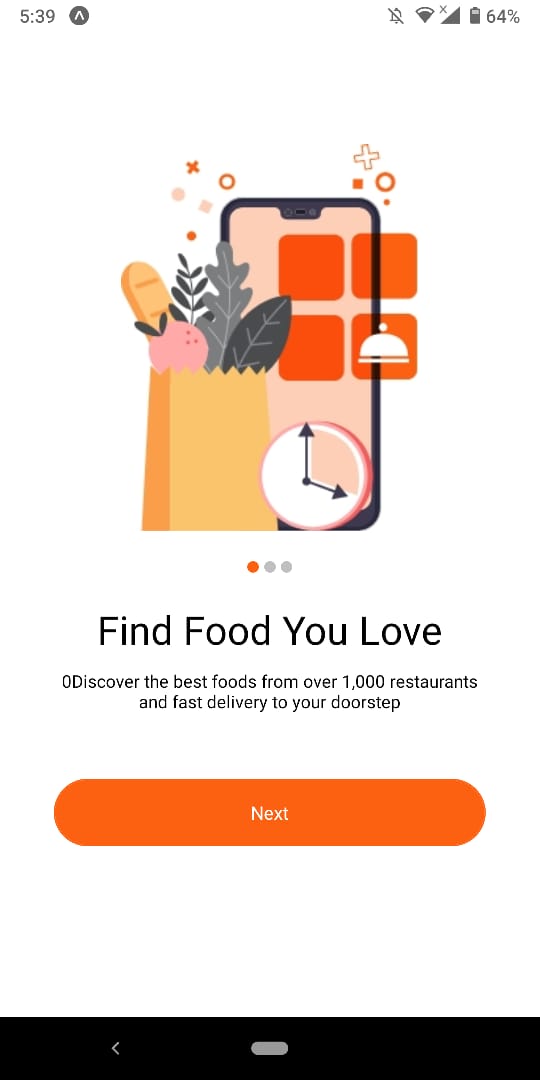 5:39
64%
Find Food You Love
0Discover the best foods from over 1,000 restaurants
and fast delivery to your doorstep
Next